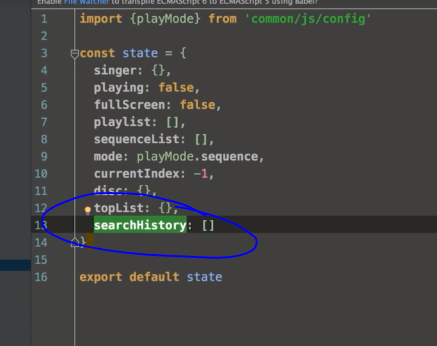 Enable File Watcher to transpile ECMAScript 6 to ECMAScript 5 using Babel?
1 import {playMode} from 'common/js/config'
2
3 const state = {
4 singer: {},
5 playing: false,
6 fullScreen: false,
7 playlist: [],
8 sequenceList: [],
9 mode: playMode.sequence,
10 currentIndex: -1,
11 disc: {},
12 topList: {},
13 searchHistory: []
14 }
15
16 export default state